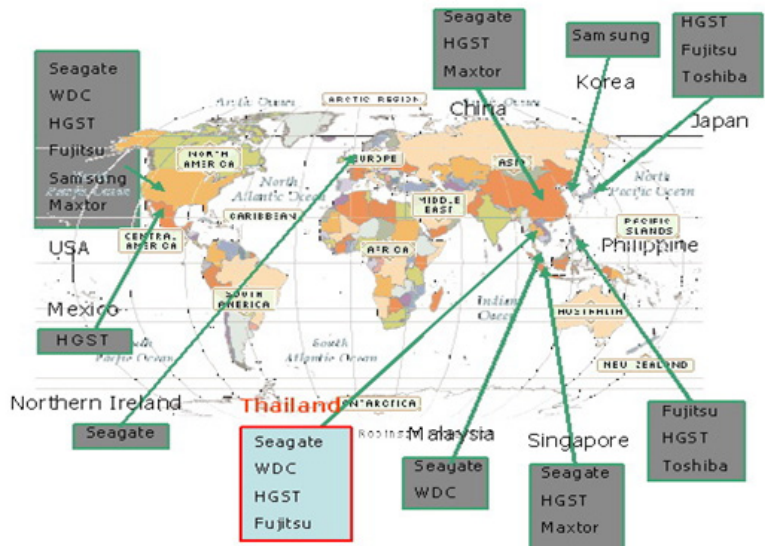 Seagate
HGST
Maxtor
Samsung
HGST
Fujitsu
Toshiba
Seagate
WDC
HGST
Fujitsu
Samsung
Maxtor
Korea
China
Japan
Arctic Ocean
ARCTIC REGION
NORTH
AMERICA
EUROPE
ASIA
North
Atlantic Ocean
North
Pacific Ocean
MIDDLE
EAST
CARIBBEAN
PACIFIC
ISLANDS
CENTRAL
AMERICA
AFRICA
USA
Philippine
SOUTH
AMERICA
Indian
Ocean
Mexico
AUSTRALIA
HGST
Pacific Ocean
South
Atlantic Ocean
NEW ZEALAND
Northern Ireland
Thailand
ANTARCTICA
Seagate
Malaysia
Singapore
Seagate
WDC
HGST
Fujitsu
Seayate
WDC
Seagate
HGST
Maxtor
Fujitsu
HGST
Toshiba